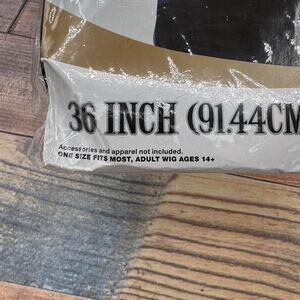 36 INCH (91.44CM
Accessories and apparel not included.
ONE SIZE FITS MOST, ADULT WIG AGES 14+